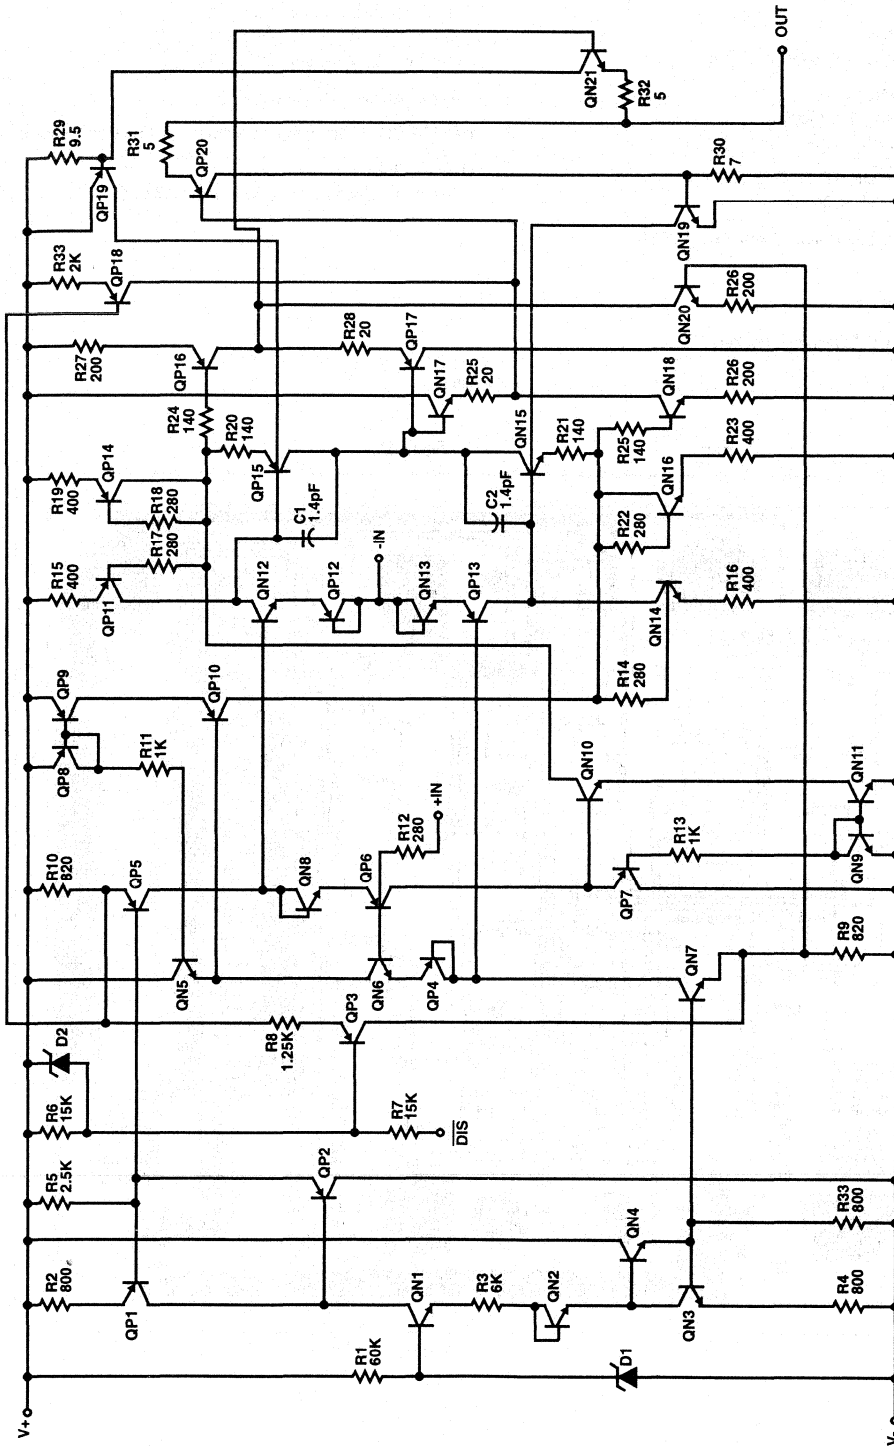 V+
R2
800
QP1
R1
60K
QN1
R3
6K
QN2
D1
QN3
R4
800
V-
R5
2.5K
QP2
QN4
R33
800
R6
15K
D2
R7
15K
DIS
R8
1.25K
QP3
QN5
QN6
QP4
QN7
R9
820
R10
820
QP5
QN8
QP6
R12
280
+IN
QP7
R13
1K
QN9
QN11
QN10
QP8
QP9
R11
1K
QP10
R15
400
QP11
R17
280
R18
280
QN12
QP12
-IN
QN13
QP13
R14
280
QN14
R16
400
R19
400
QP14
C1
1.4pF
C2
1.4pF
R22
280
QN16
R23
400
R24
140
R20
140
QP15
QN15
R21
140
R25
140
QN18
R26
200
R27
200
QP16
R28
20
QP17
QN17
R25
20
R33
2K
QP18
QN20
R26
200
QP19
R29
9.5
R31
5
QP20
QN19
R30
7
QN21
R32
5
OUT